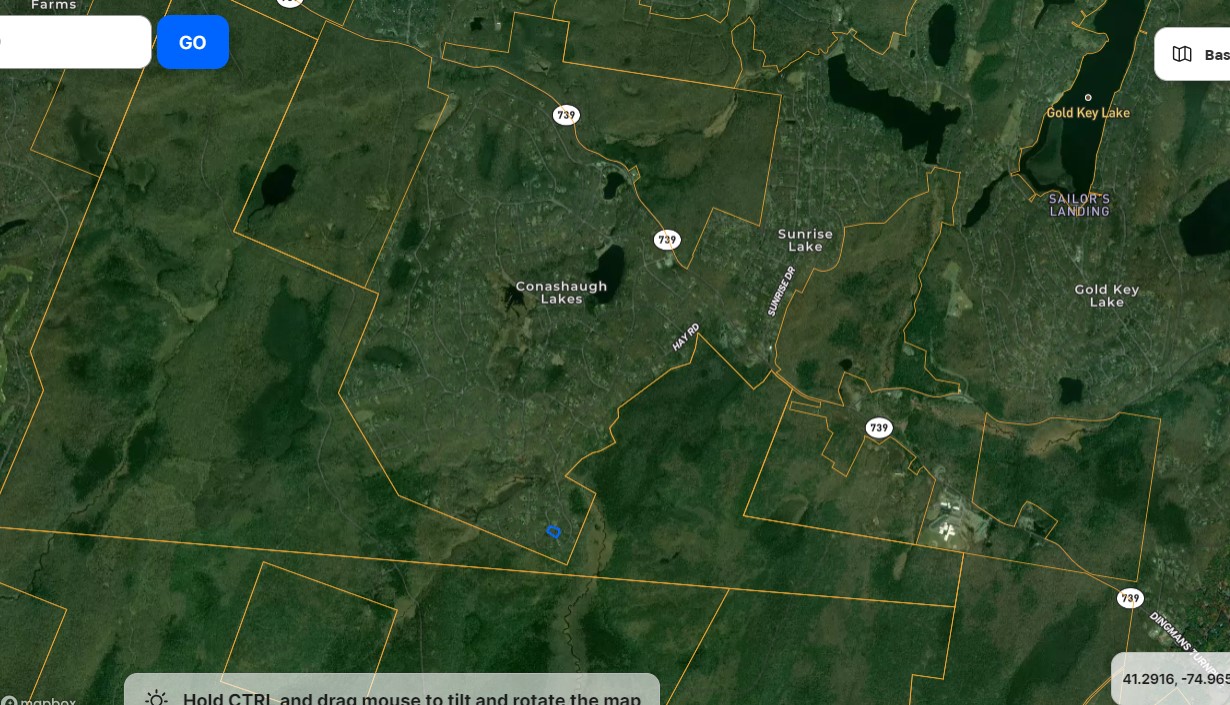 Farms
GO
Bas
739
Gold Key Lake
SAILOR'S
LANDING
739
Sunrise
Lake
SUNRISE DR
Conashaugh
Lakes
Gold Key
Lake
HAY RD
739
739
DINGMANS TURNP
41.2916, -74.965
Hold CTRL and drag mouse to tilt and rotate the map
mapbox